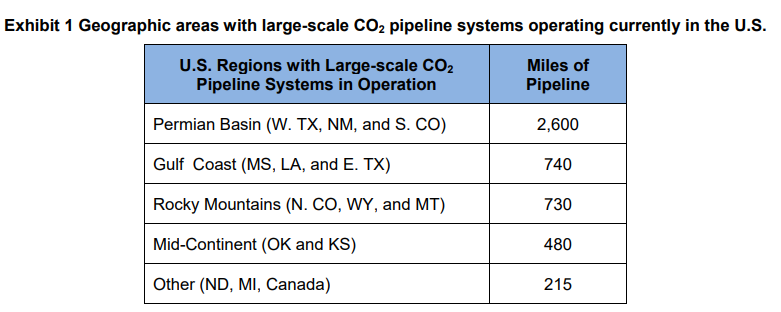 Exhibit 1 Geographic areas with large-scale CO₂ pipeline systems operating currently in the U.S.
U.S. Regions with Large-scale CO₂
Pipeline Systems in Operation
Miles of
Pipeline
Permian Basin (W. TX, NM, and S. CO)
2,600
Gulf Coast (MS, LA, and E. TX)
740
Rocky Mountains (N. CO, WY, and MT)
730
Mid-Continent (OK and KS)
480
Other (ND, MI, Canada)
215